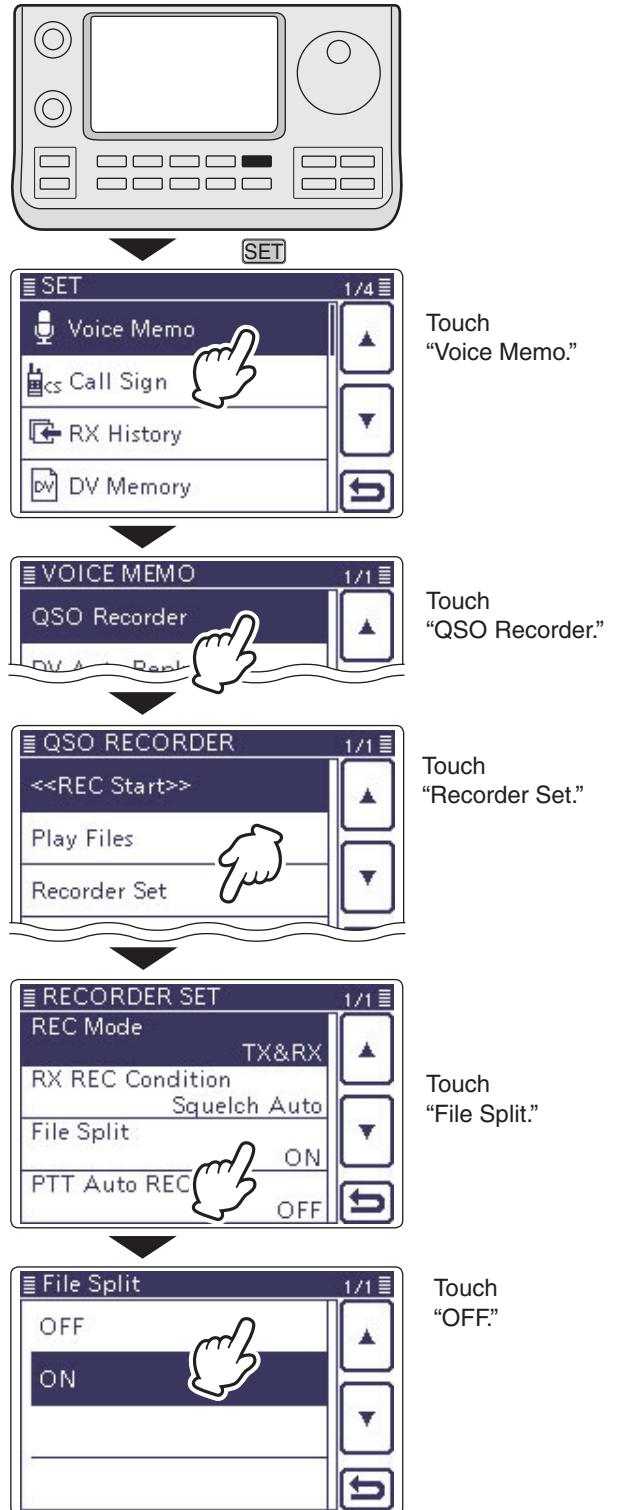 SET
SET
1/4
Voice Memo
CS Call Sign
RX History
DV DV Memory
Touch
“Voice Memo.”
VOICE MEMO
1/1
QSO Recorder
Touch
“QSO Recorder.”
QSO RECORDER
1/1
<<REC Start>>
Play Files
Recorder Set
Touch
“Recorder Set.”
RECORDER SET
1/1
REC Mode
TX&RX
RX REC Condition
Squelch Auto
File Split
ON
PTT Auto REC
OFF
Touch
“File Split.”
File Split
1/1
OFF
ON
Touch
“OFF.”